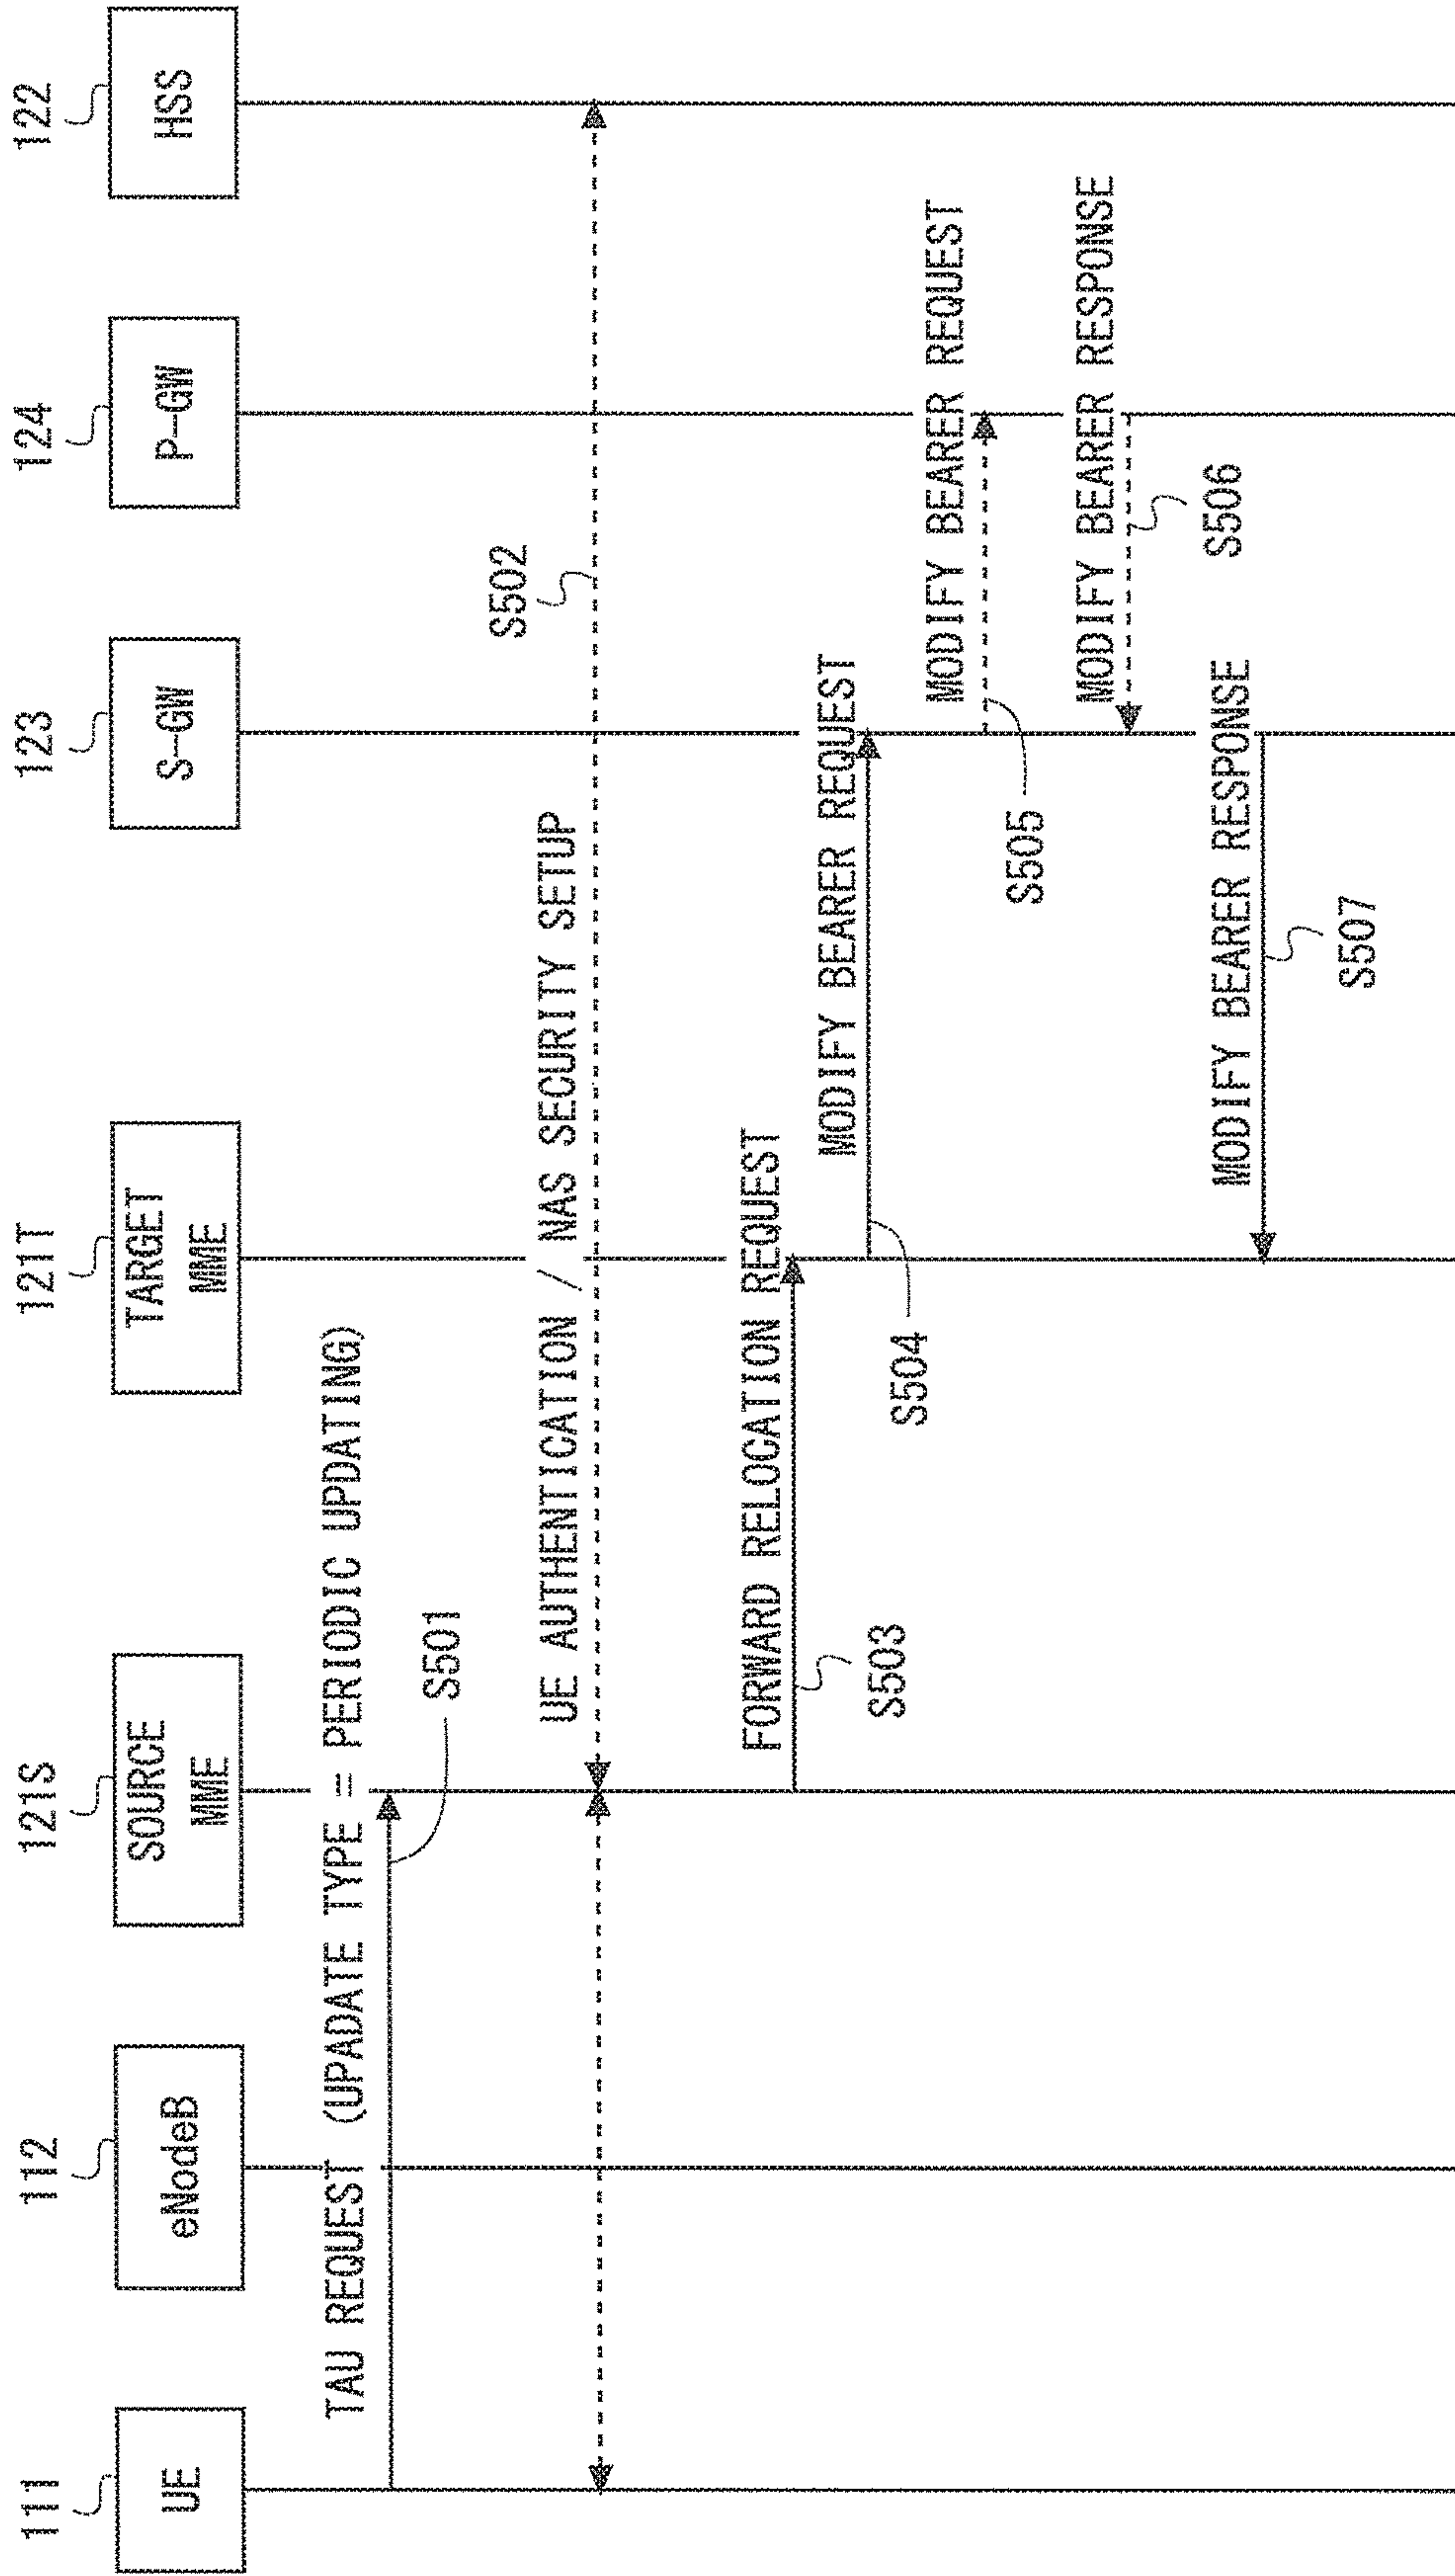 111
UE
112
eNodeB
121S
SOURCE
MME
121T
TARGET
MME
123
S-GW
124
P-GW
122
HSS
TAU REQUEST (UPADATE TYPE = PERIODIC UPDATING)
S501
S502
UE AUTHENTICATION / NAS SECURITY SETUP
FORWARD RELOCATION REQUEST
S503
MODIFY BEARER REQUEST
S504
MODIFY BEARER REQUEST
S505
MODIFY BEARER RESPONSE
S506
MODIFY BEARER RESPONSE
S507